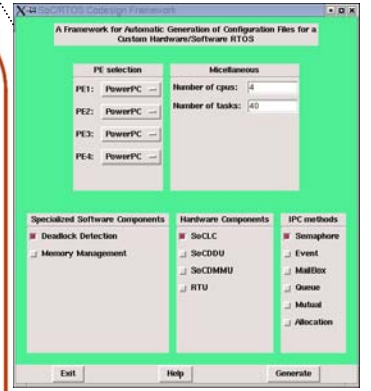 SoC/RTOS Codesign Framework
A Framework for Automatic Generation of Configuration Files for a
Custom Hardware/Software RTOS
PE selection
PE1: PowerPC
PE2: PowerPC
PE3: PowerPC
PE4: PowerPC
Micellaneous
Number of cpus: 4
Number of tasks: 40
Specialized Software Components
Deadlock Detection
Memory Management
Hardware Components
SoCLC
SoCDDU
SoCDMMU
RTU
IPC methods
Semaphore
Event
MailBox
Queue
Mutual
Allocation
Exit Help Generate